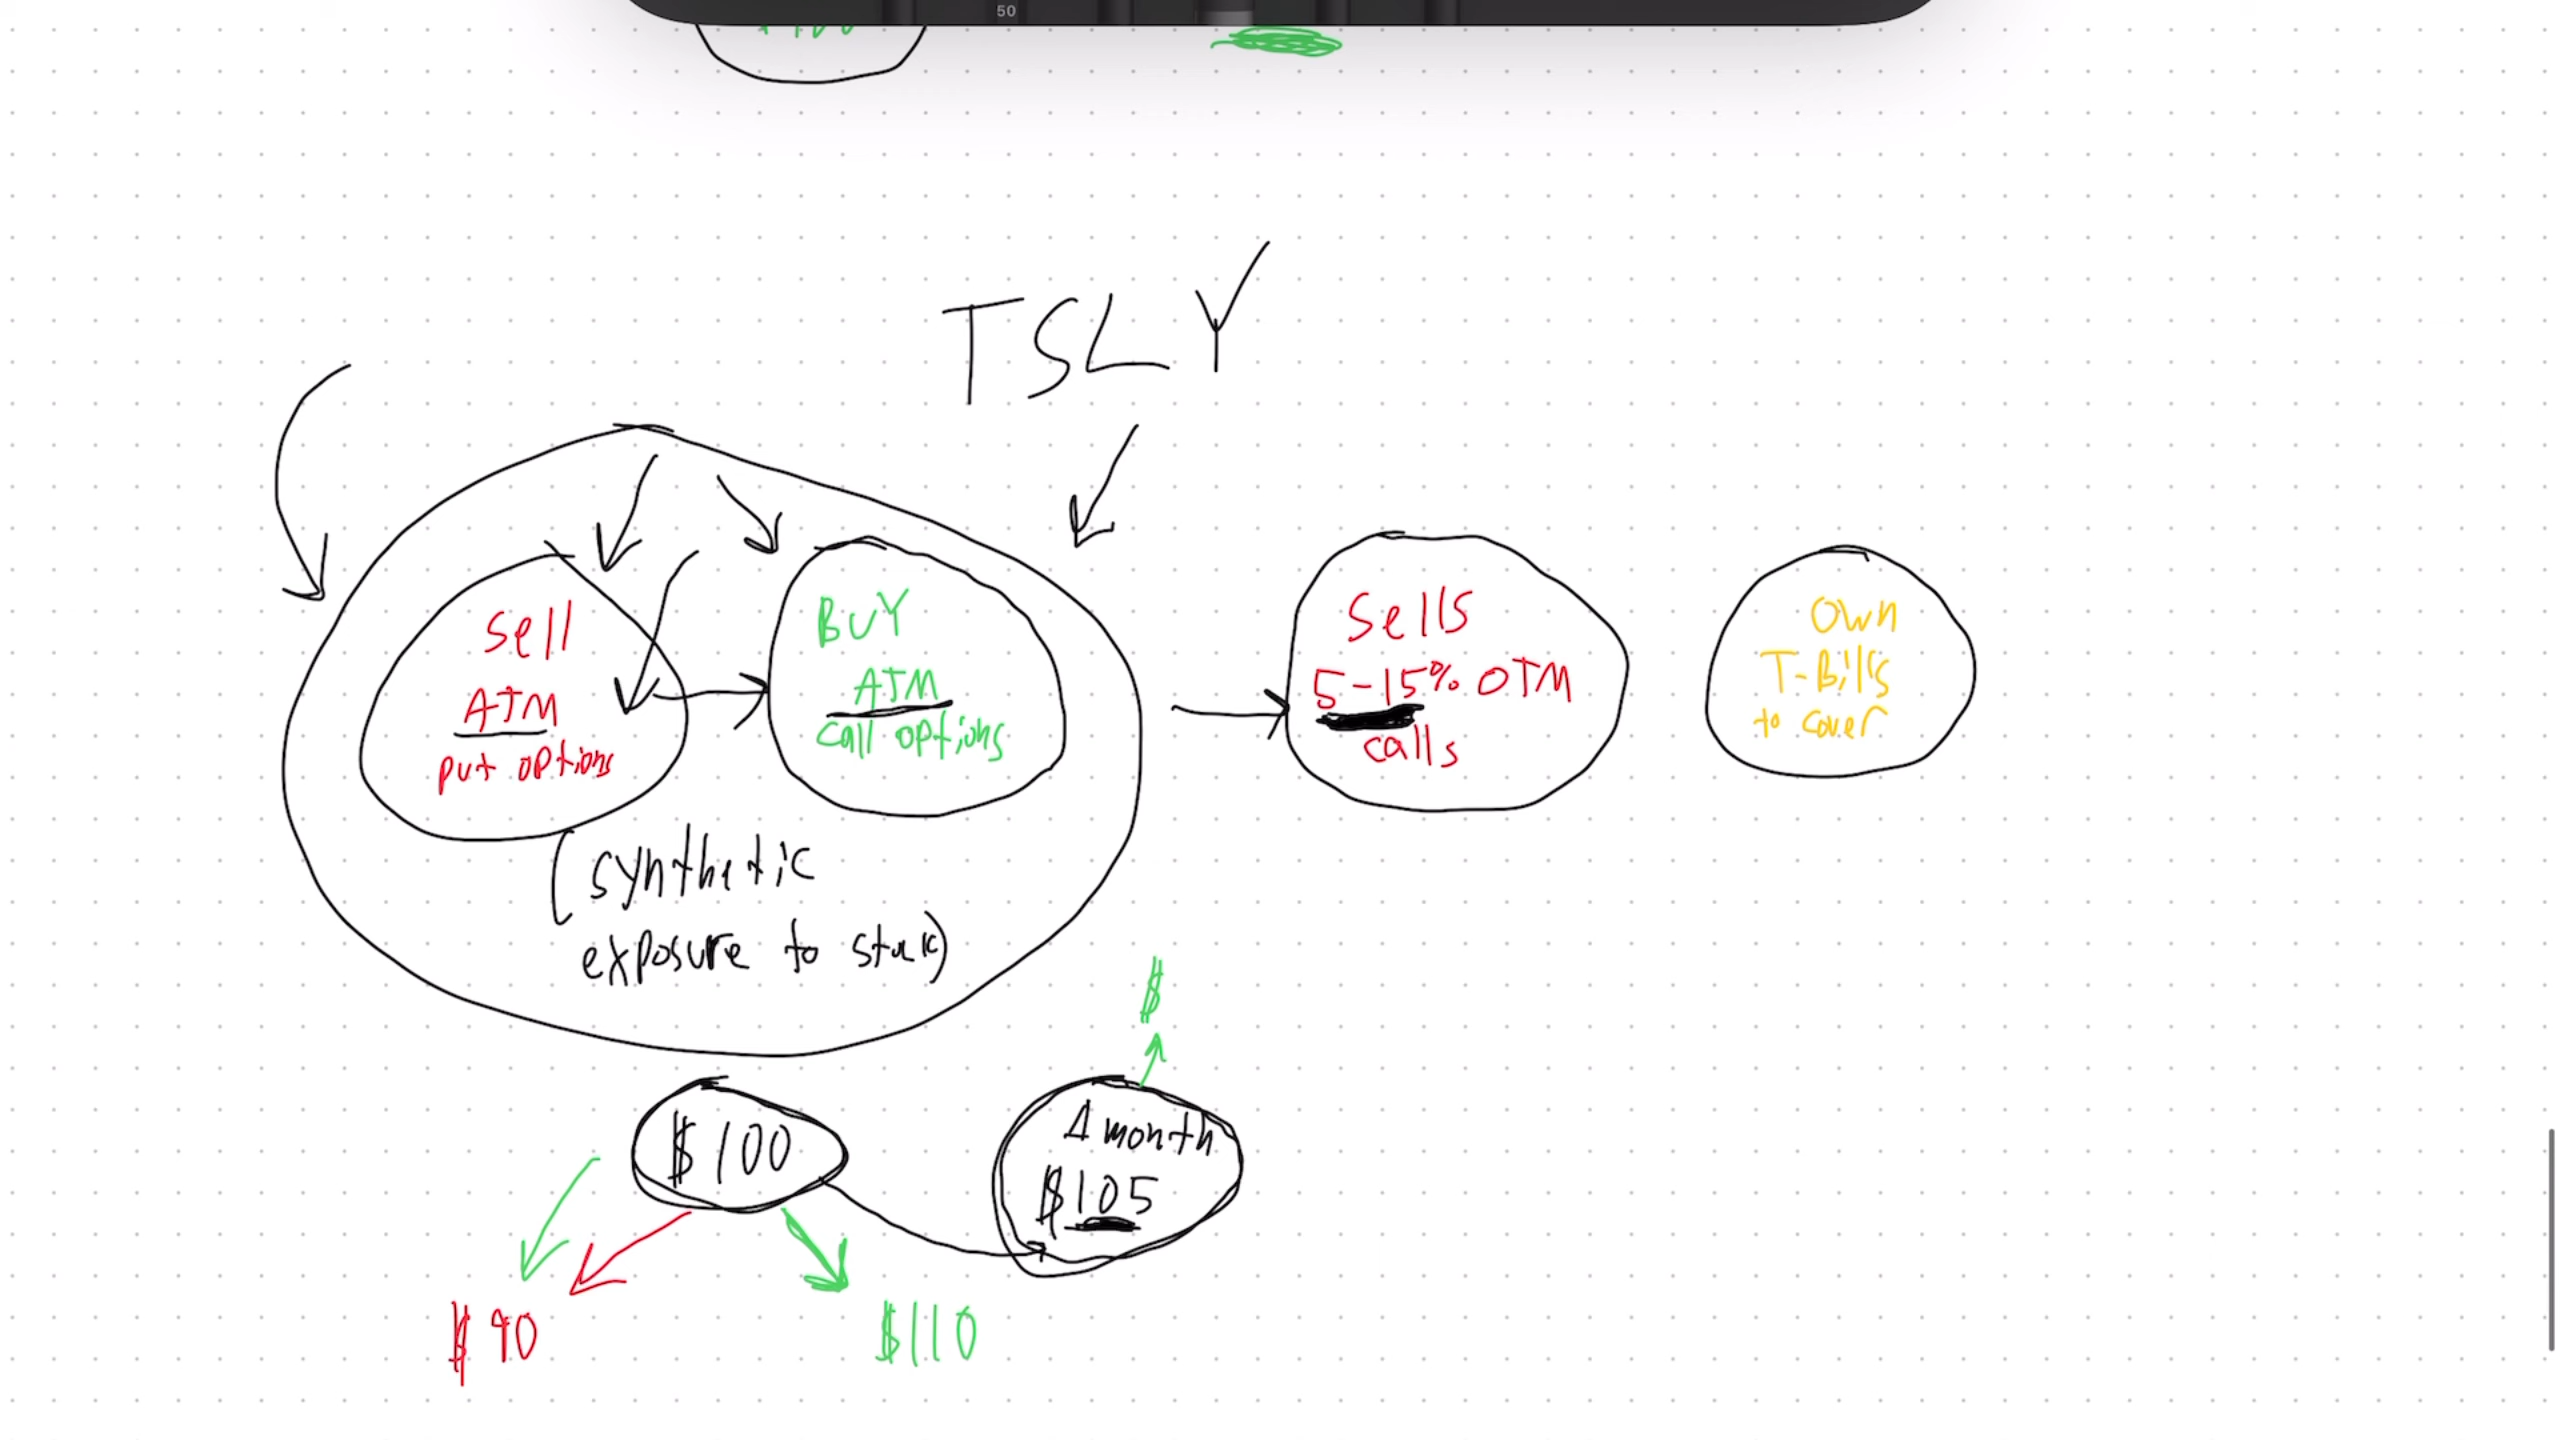 50
TSLY
Sell
ATM
put options
BUY
ATM
call options
(synthetic
exposure to stock)
Sells
5-15% OTM
calls
Own
T-Bills
to cover
$
$100
1 month
$105
$90
$110